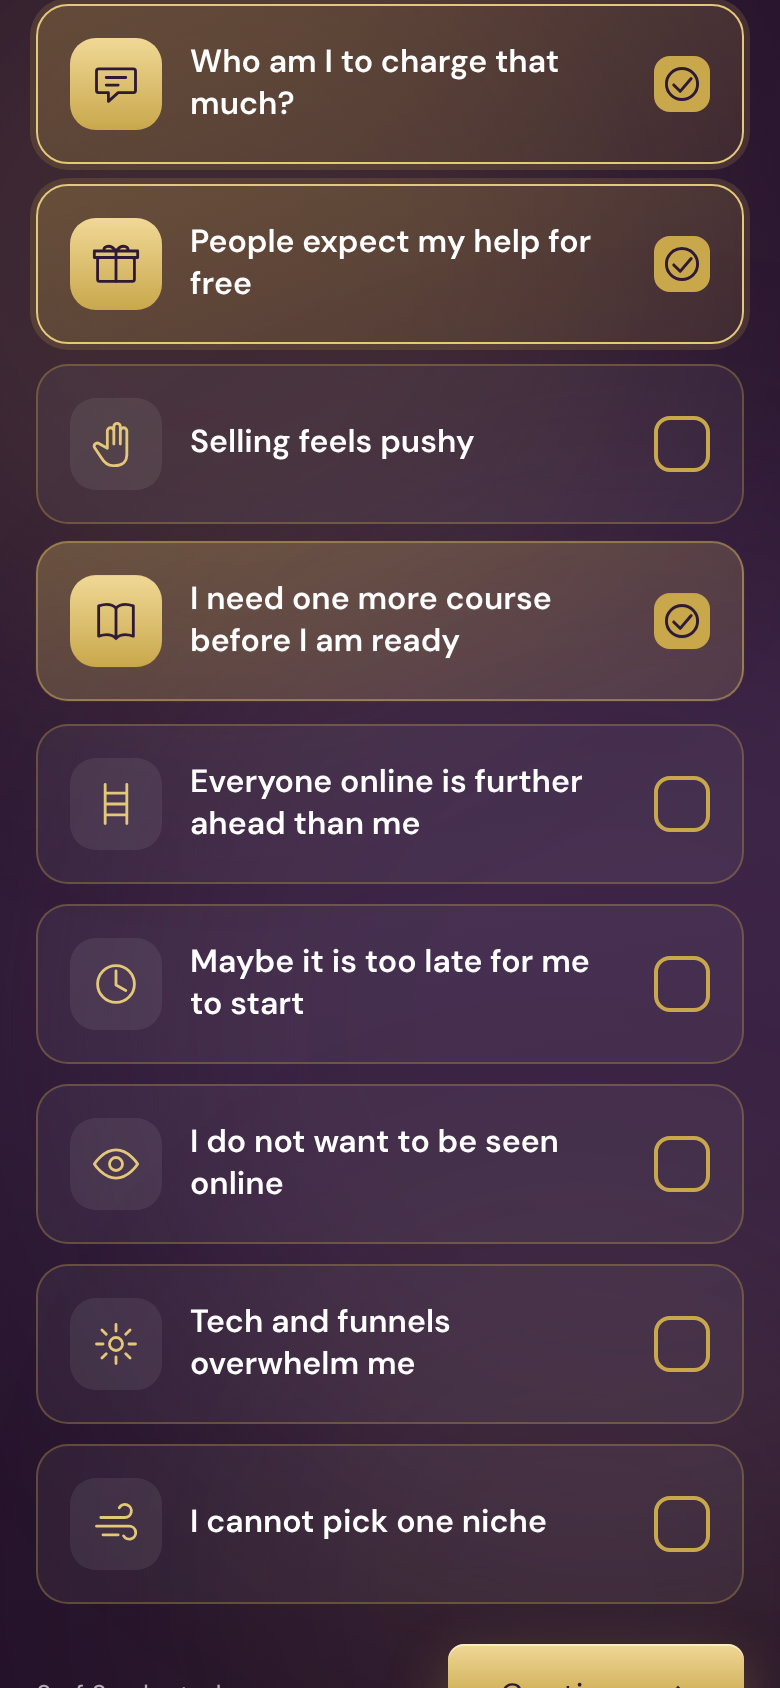 Who am I to charge that
much?
People expect my help for
free
Selling feels pushy
I need one more course
before I am ready
Everyone online is further
ahead than me
Maybe it is too late for me
to start
I do not want to be seen
online
Tech and funnels
overwhelm me
I cannot pick one niche